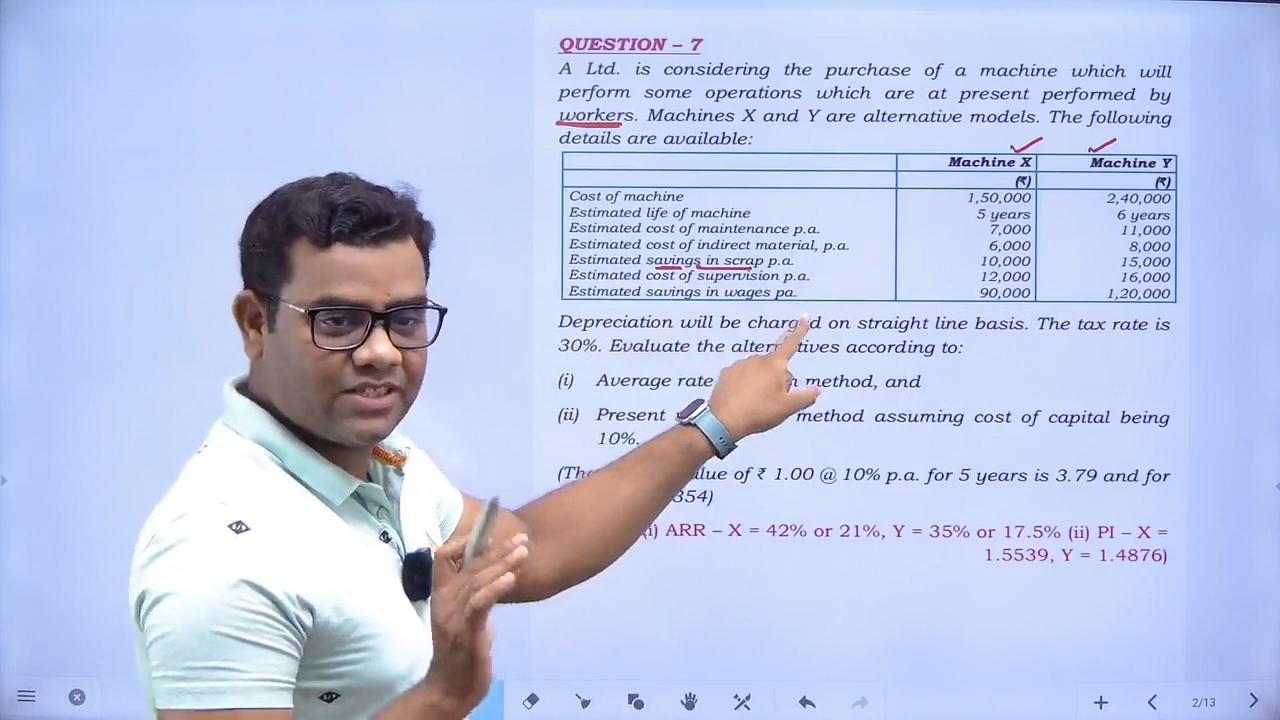 QUESTION – 7
A Ltd. is considering the purchase of a machine which will
perform some operations which are at present performed by
workers. Machines X and Y are alternative models. The following
details are available:
Machine X Machine Y
(₹) (₹)
Cost of machine 1,50,000 2,40,000
Estimated life of machine 5 years 6 years
Estimated cost of maintenance p.a. 7,000 11,000
Estimated cost of indirect material, p.a. 6,000 8,000
Estimated savings in scrap p.a. 10,000 15,000
Estimated cost of supervision p.a. 12,000 16,000
Estimated savings in wages pa. 90,000 1,20,000
Depreciation will be charged on straight line basis. The tax rate is
30%. Evaluate the alternatives according to:
(i) Average rate method, and
(ii) Present method assuming cost of capital being
10%.
of ₹ 1.00 @ 10% p.a. for 5 years is 3.79 and for
354)
(i) ARR – X = 42% or 21%, Y = 35% or 17.5% (ii) PI – X =
1.5539, Y = 1.4876)
2/13